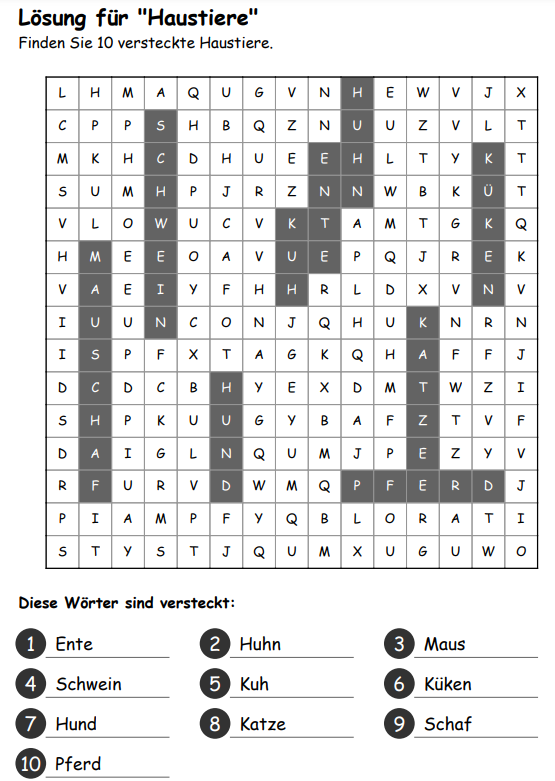 Lösung für "Haustiere"
Finden Sie 10 versteckte Haustiere.
L H M A Q U G V N H E W V J X
C P P S H B Q Z N U U Z V L T
M K H C D H U E E H L T Y K T
S U M H P J R Z N N W B K Ü T
V L O W U C V K T A M T G K Q
H M E E O A V U E P Q J R E K
V A E I Y F H H R L D X V N V
I U U N C O N J Q H U K N R N
I S P F X T A G K Q H A F F J
D C D C B H Y E X D M T W Z I
S H P K U U G Y B A F Z T V F
D A I G L N Q U M J P E Z Y V
R F U R V D W M Q P F E R D J
P I A M P F Y Q B L O R A T I
S T Y S T J Q U M X U G U W O
Diese Wörter sind versteckt:
1 Ente 2 Huhn 3 Maus
4 Schwein 5 Kuh 6 Küken
7 Hund 8 Katze 9 Schaf
10 Pferd